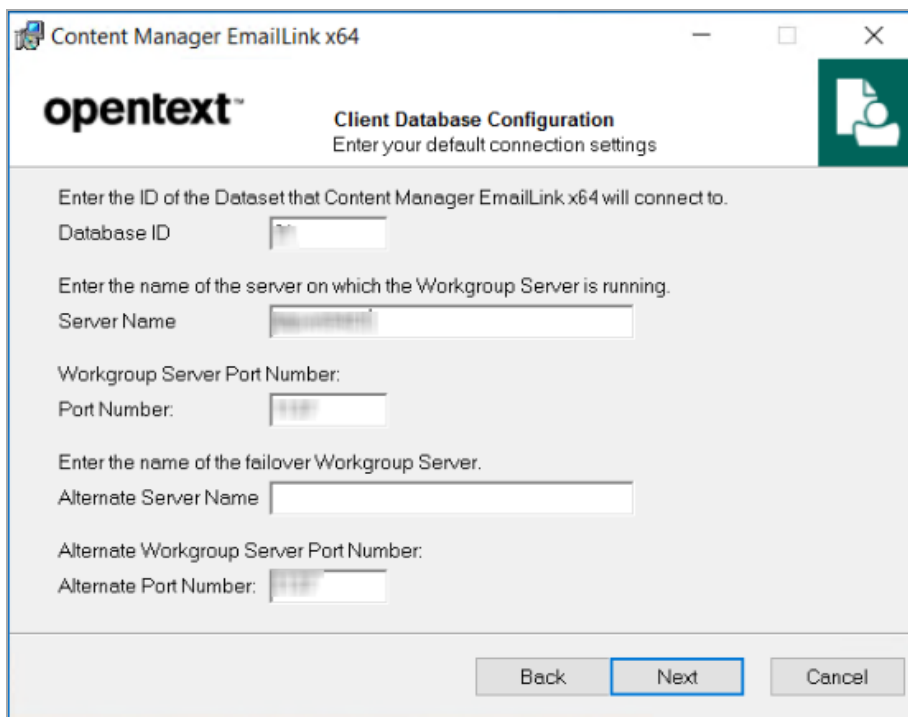 Content Manager EmailLink x64
opentext™
Client Database Configuration
Enter your default connection settings
Enter the ID of the Dataset that Content Manager EmailLink x64 will connect to.
Database ID
Enter the name of the server on which the Workgroup Server is running.
Server Name
Workgroup Server Port Number:
Port Number:
Enter the name of the failover Workgroup Server.
Alternate Server Name
Alternate Workgroup Server Port Number:
Alternate Port Number:
Back Next Cancel